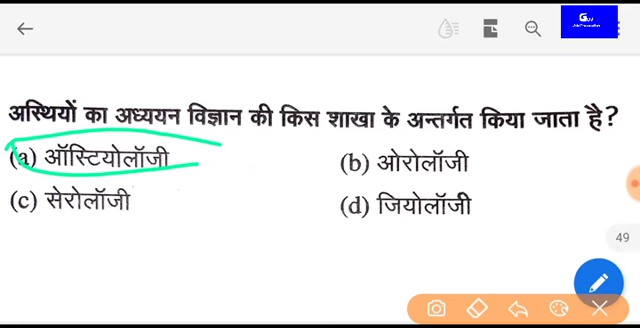 अस्थियों का अध्ययन विज्ञान की किस शाखा के अन्तर्गत किया जाता है?
(a) ऑस्टियोलॉजी (b) ओरोलॉजी
(c) सेरोलॉजी (d) जियोलॉजी
49